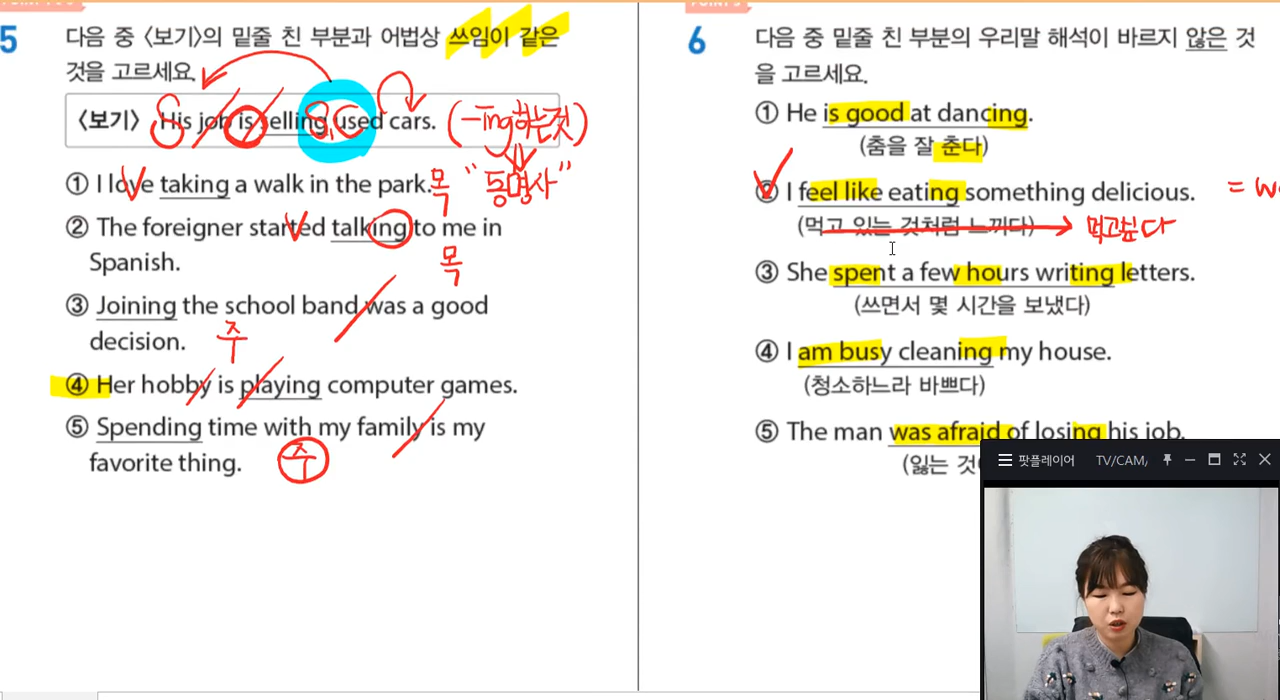 5
다음 중 〈보기〉의 밑줄 친 부분과 어법상 쓰임이 같은
것을 고르세요.
〈보기〉 His job is selling used cars.
S
S.C
(-ing하는것)
"동명사"
① I love taking a walk in the park.
목
② The foreigner started talking to me in
Spanish.
목
③ Joining the school band was a good
decision.
주
④ Her hobby is playing computer games.
⑤ Spending time with my family is my
favorite thing.
주
6
다음 중 밑줄 친 부분의 우리말 해석이 바르지 않은 것
을 고르세요.
① He is good at dancing.
(춤을 잘 춘다)
② I feel like eating something delicious.
(먹고 있는 것처럼 느끼다)
먹고싶다
=
③ She spent a few hours writing letters.
(쓰면서 몇 시간을 보냈다)
④ I am busy cleaning my house.
(청소하느라 바쁘다)
⑤ The man was afraid of losing his job.
(잃는
팟플레이어 TV/CAM/